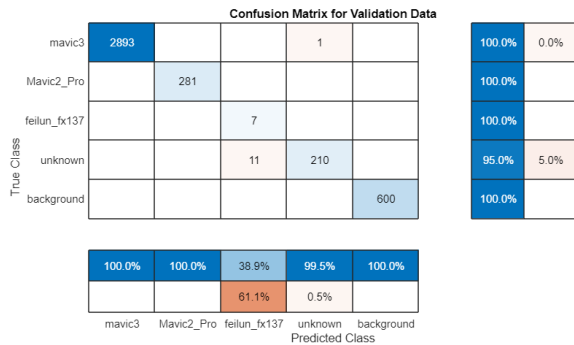 Confusion Matrix for Validation Data
mavic3 2893 1 100.0% 0.0%
Mavic2_Pro 281 100.0%
feilun_fx137 7 100.0%
unknown 11 210 95.0% 5.0%
background 600 100.0%
True Class
100.0% 100.0% 38.9% 99.5% 100.0%
61.1% 0.5%
mavic3 Mavic2_Pro feilun_fx137 unknown background
Predicted Class